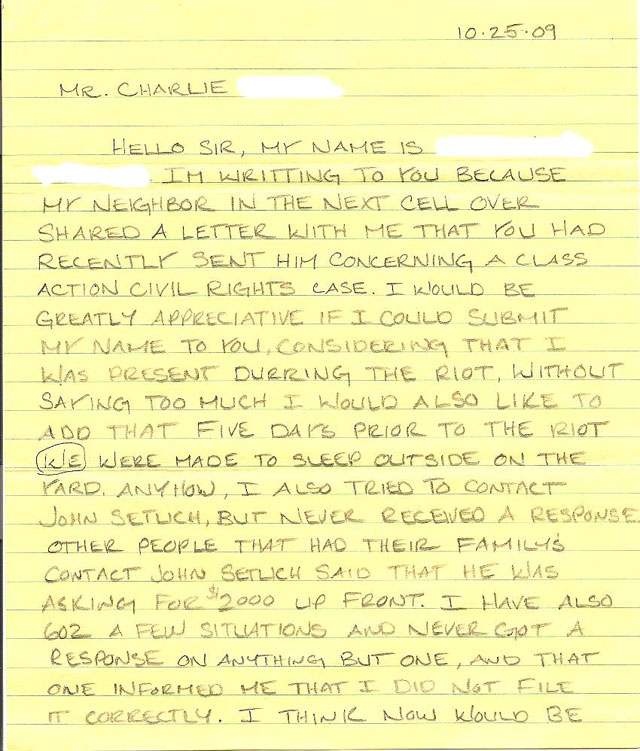 10.25.09
MR. CHARLIE
HELLO SIR, MY NAME IS
. IM WRITTING TO YOU BECAUSE
MY NEIGHBOR IN THE NEXT CELL OVER
SHARED A LETTER WITH ME THAT YOU HAD
RECENTLY SENT HIM CONCERNING A CLASS
ACTION CIVIL RIGHTS CASE. I WOULD BE
GREATLY APPRECIATIVE IF I COULD SUBMIT
MY NAME TO YOU, CONSIDERING THAT I
WAS PRESENT DURRING THE RIOT, WITHOUT
SAYING TOO MUCH I WOULD ALSO LIKE TO
ADD THAT FIVE DAYS PRIOR TO THE RIOT
WE WERE MADE TO SLEEP OUTSIDE ON THE
YARD. ANYHOW, I ALSO TRIED TO CONTACT
JOHN SETLICH, BUT NEVER RECEIVED A RESPONSE.
OTHER PEOPLE THAT HAD THEIR FAMILY'S
CONTACT JOHN SETLICH SAID THAT HE WAS
ASKING FOR $2000 UP FRONT. I HAVE ALSO
602 A FEW SITUATIONS AND NEVER GOT A
RESPONSE ON ANYTHING BUT ONE, AND THAT
ONE INFORMED ME THAT I DID NOT FILE
IT CORRECTLY. I THINK NOW WOULD BE